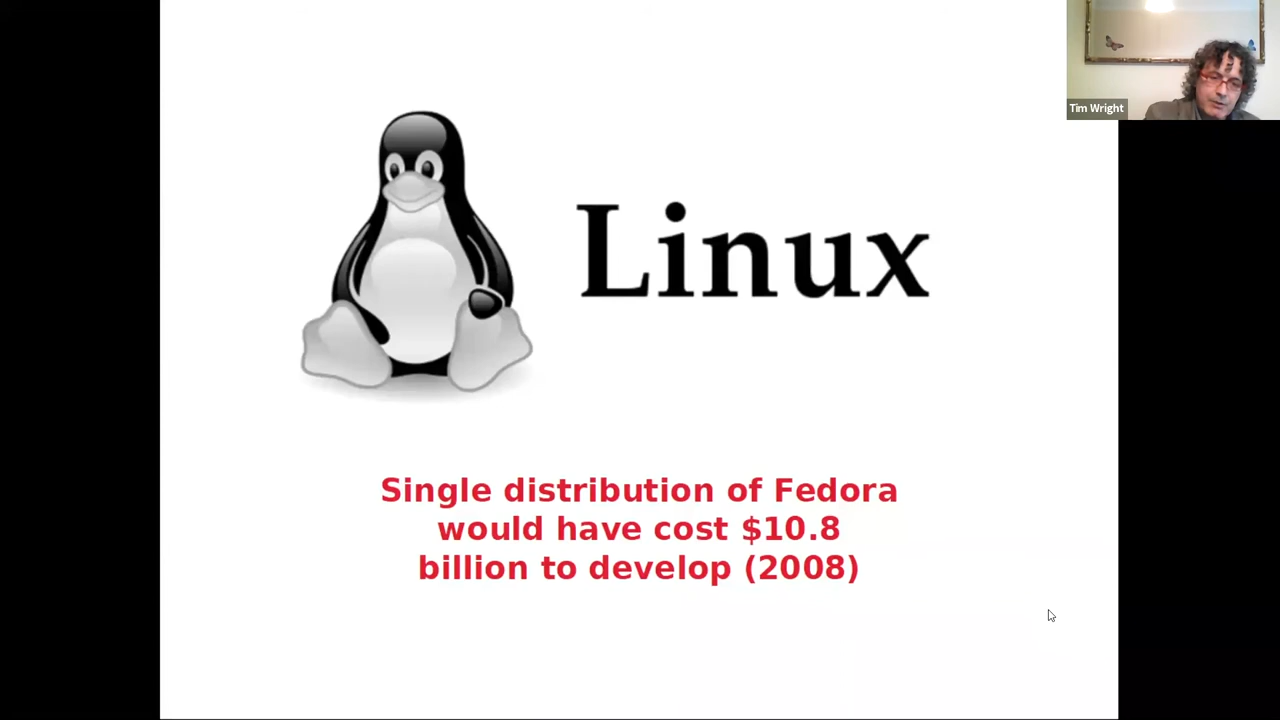 Tim Wright
Linux
Single distribution of Fedora
would have cost $10.8
billion to develop (2008)